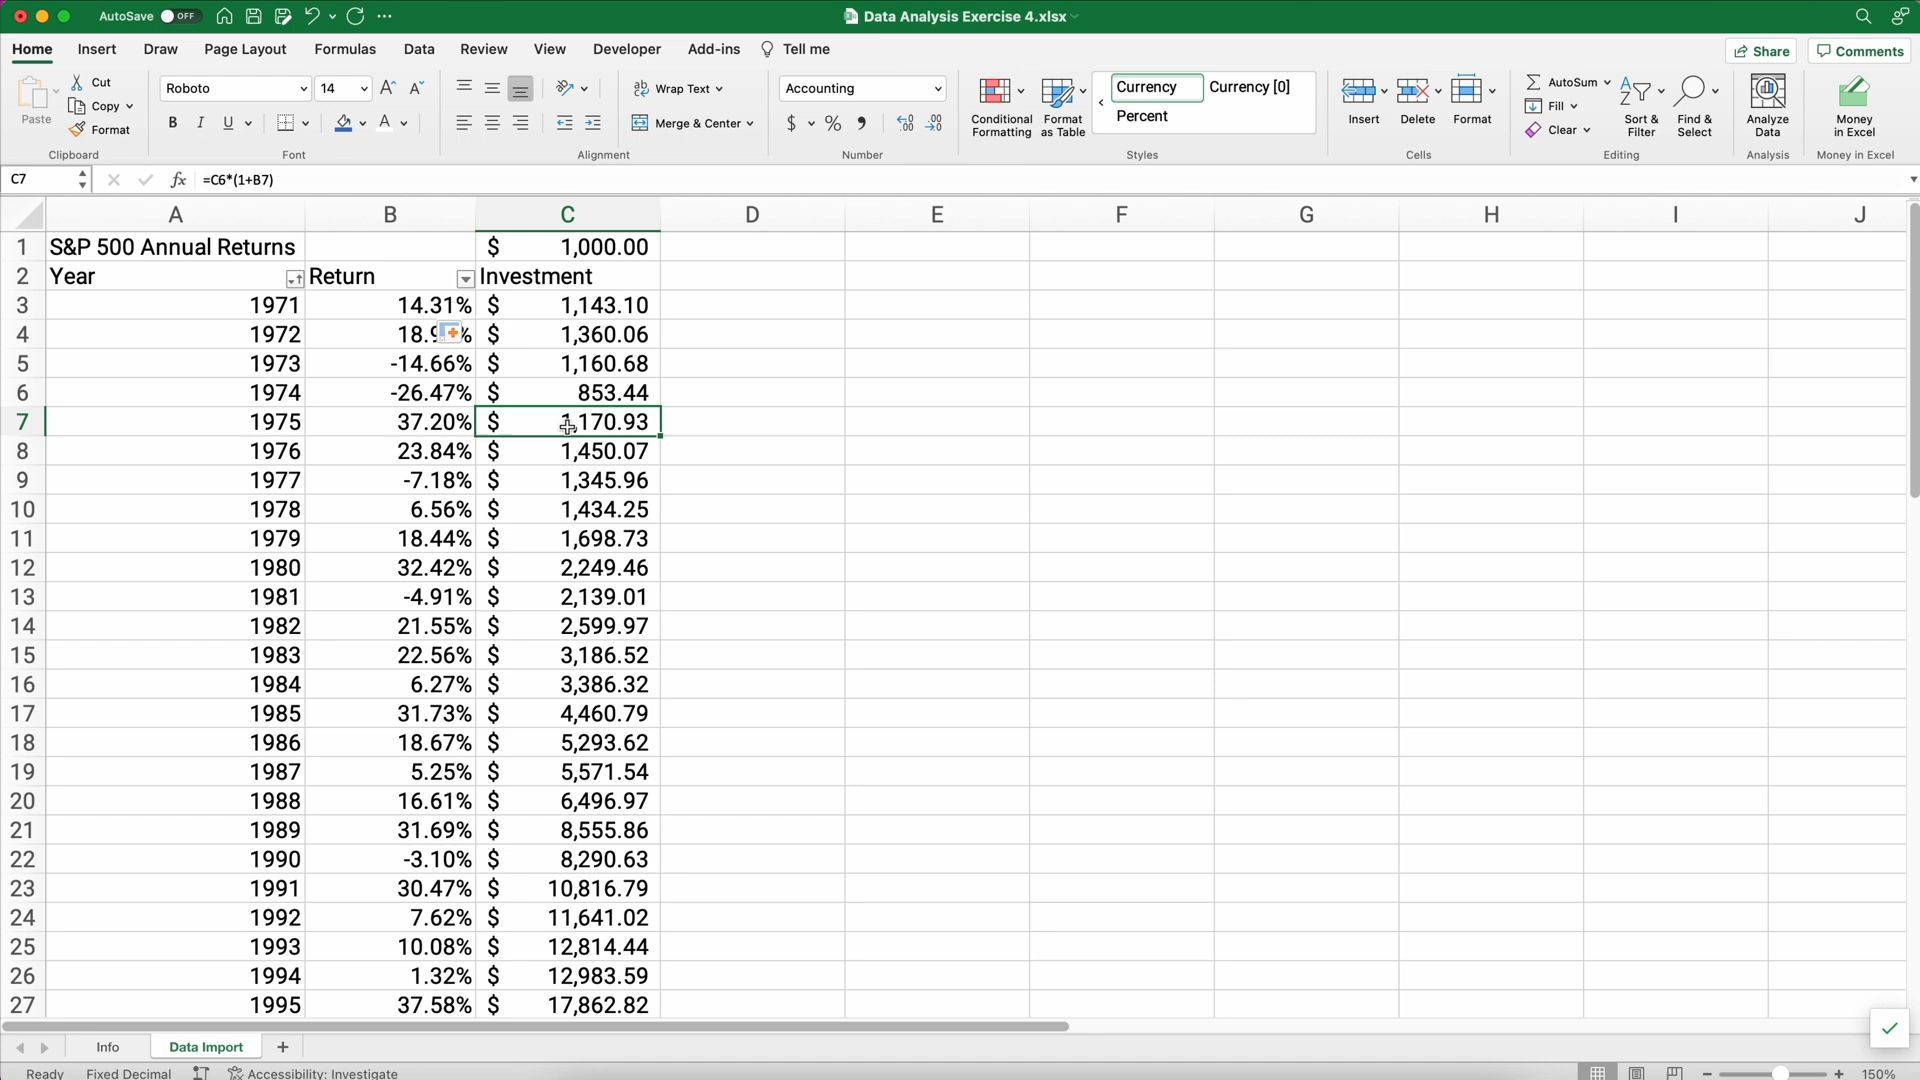 AutoSave OFF Data Analysis Exercise 4.xlsx
Home Insert Draw Page Layout Formulas Data Review View Developer Add-ins Tell me Share Comments
Paste Cut Copy Format
Roboto 14
B I U A
Wrap Text
Merge & Center
Accounting
$ % 9
Conditional Formatting
Format as Table
Currency Currency [0]
Percent
Insert Delete Format
AutoSum
Fill
Clear
Sort & Filter
Find & Select
Analyze Data
Money in Excel
Clipboard Font Alignment Number Styles Cells Editing Analysis Money in Excel
C7 fx =C6*(1+B7)
A B C D E F G H I J
1 S&P 500 Annual Returns $ 1,000.00
2 Year Return Investment
3 1971 14.31% $ 1,143.10
4 1972 % $ 1,360.06
5 1973 -14.66% $ 1,160.68
6 1974 -26.47% $ 853.44
7 1975 37.20% $ 1,170.93
8 1976 23.84% $ 1,450.07
9 1977 -7.18% $ 1,345.96
10 1978 6.56% $ 1,434.25
11 1979 18.44% $ 1,698.73
12 1980 32.42% $ 2,249.46
13 1981 -4.91% $ 2,139.01
14 1982 21.55% $ 2,599.97
15 1983 22.56% $ 3,186.52
16 1984 6.27% $ 3,386.32
17 1985 31.73% $ 4,460.79
18 1986 18.67% $ 5,293.62
19 1987 5.25% $ 5,571.54
20 1988 16.61% $ 6,496.97
21 1989 31.69% $ 8,555.86
22 1990 -3.10% $ 8,290.63
23 1991 30.47% $ 10,816.79
24 1992 7.62% $ 11,641.02
25 1993 10.08% $ 12,814.44
26 1994 1.32% $ 12,983.59
27 1995 37.58% $ 17,862.82
Info Data Import +
Ready Fixed Decimal Accessibility: Investigate 150%